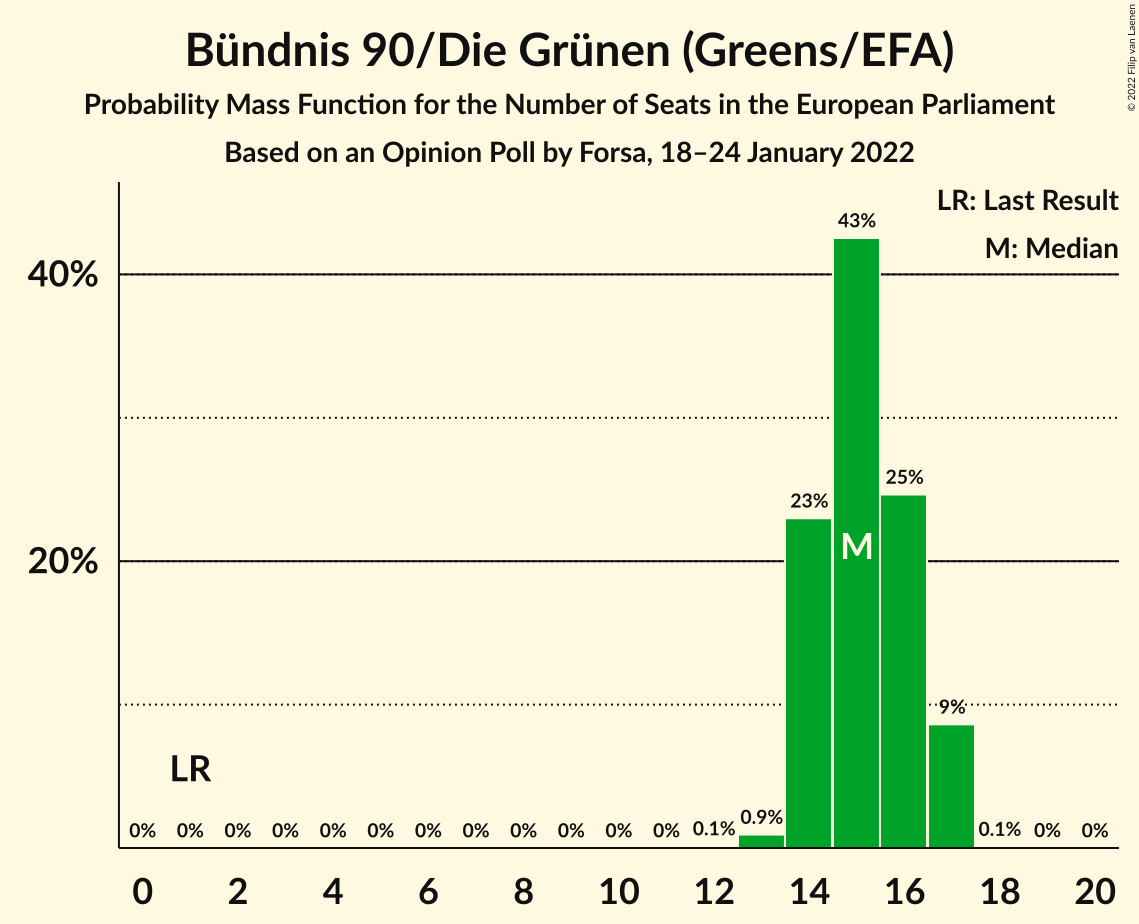 Bündnis 90/Die Grünen (Greens/EFA)
Probability Mass Function for the Number of Seats in the European Parliament
Based on an Opinion Poll by Forsa, 18–24 January 2022
© 2022 Filip van Laenen
LR: Last Result
M: Median
43%
40%
25%
23%
M
20%
9%
LR
0% 0% 0% 0% 0% 0% 0% 0% 0% 0% 0% 0% 0.1% 0.9% 0.1% 0% 0%
0 2 4 6 8 10 12 14 16 18 20